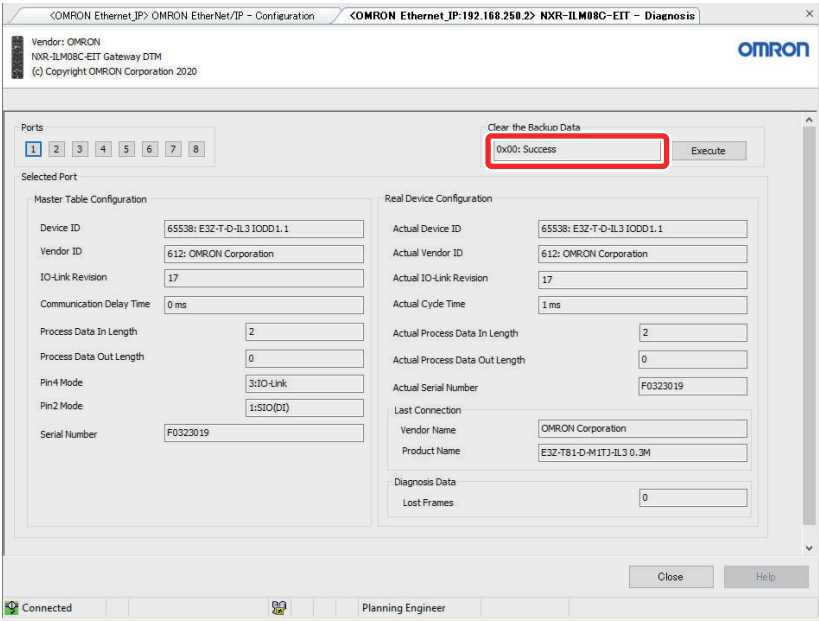 <OMRON Ethernet_IP> OMRON EtherNet/IP - Configuration
<OMRON Ethernet_IP:192.168.250.2> NXR-ILM08C-EIT - Diagnosis
Vendor: OMRON
NXR-ILM08C-EIT Gateway DTM
(c) Copyright OMRON Corporation 2020
OMRON
Ports
1 2 3 4 5 6 7 8
Clear the Backup Data
0x00: Success
Execute
Selected Port
Master Table Configuration
Device ID 65538: E3Z-T-D-IL3 IODD1.1
Vendor ID 612: OMRON Corporation
IO-Link Revision 17
Communication Delay Time 0 ms
Process Data In Length 2
Process Data Out Length 0
Pin4 Mode 3:IO-Link
Pin2 Mode 1:SIO(DI)
Serial Number F0323019
Real Device Configuration
Actual Device ID 65538: E3Z-T-D-IL3 IODD1.1
Actual Vendor ID 612: OMRON Corporation
Actual IO-Link Revision 17
Actual Cycle Time 1 ms
Actual Process Data In Length 2
Actual Process Data Out Length 0
Actual Serial Number F0323019
Last Connection
Vendor Name OMRON Corporation
Product Name E3Z-T81-D-M1TJ-IL3 0.3M
Diagnosis Data
Lost Frames 0
Close
Help
Connected
Planning Engineer